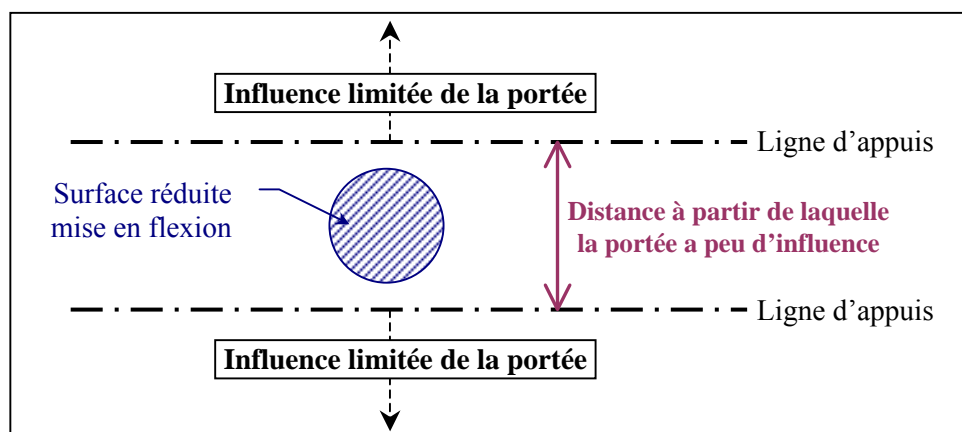 Influence limitée de la portée
Ligne d'appuis
Surface réduite
mise en flexion
Distance à partir de laquelle
la portée a peu d'influence
Ligne d'appuis
Influence limitée de la portée